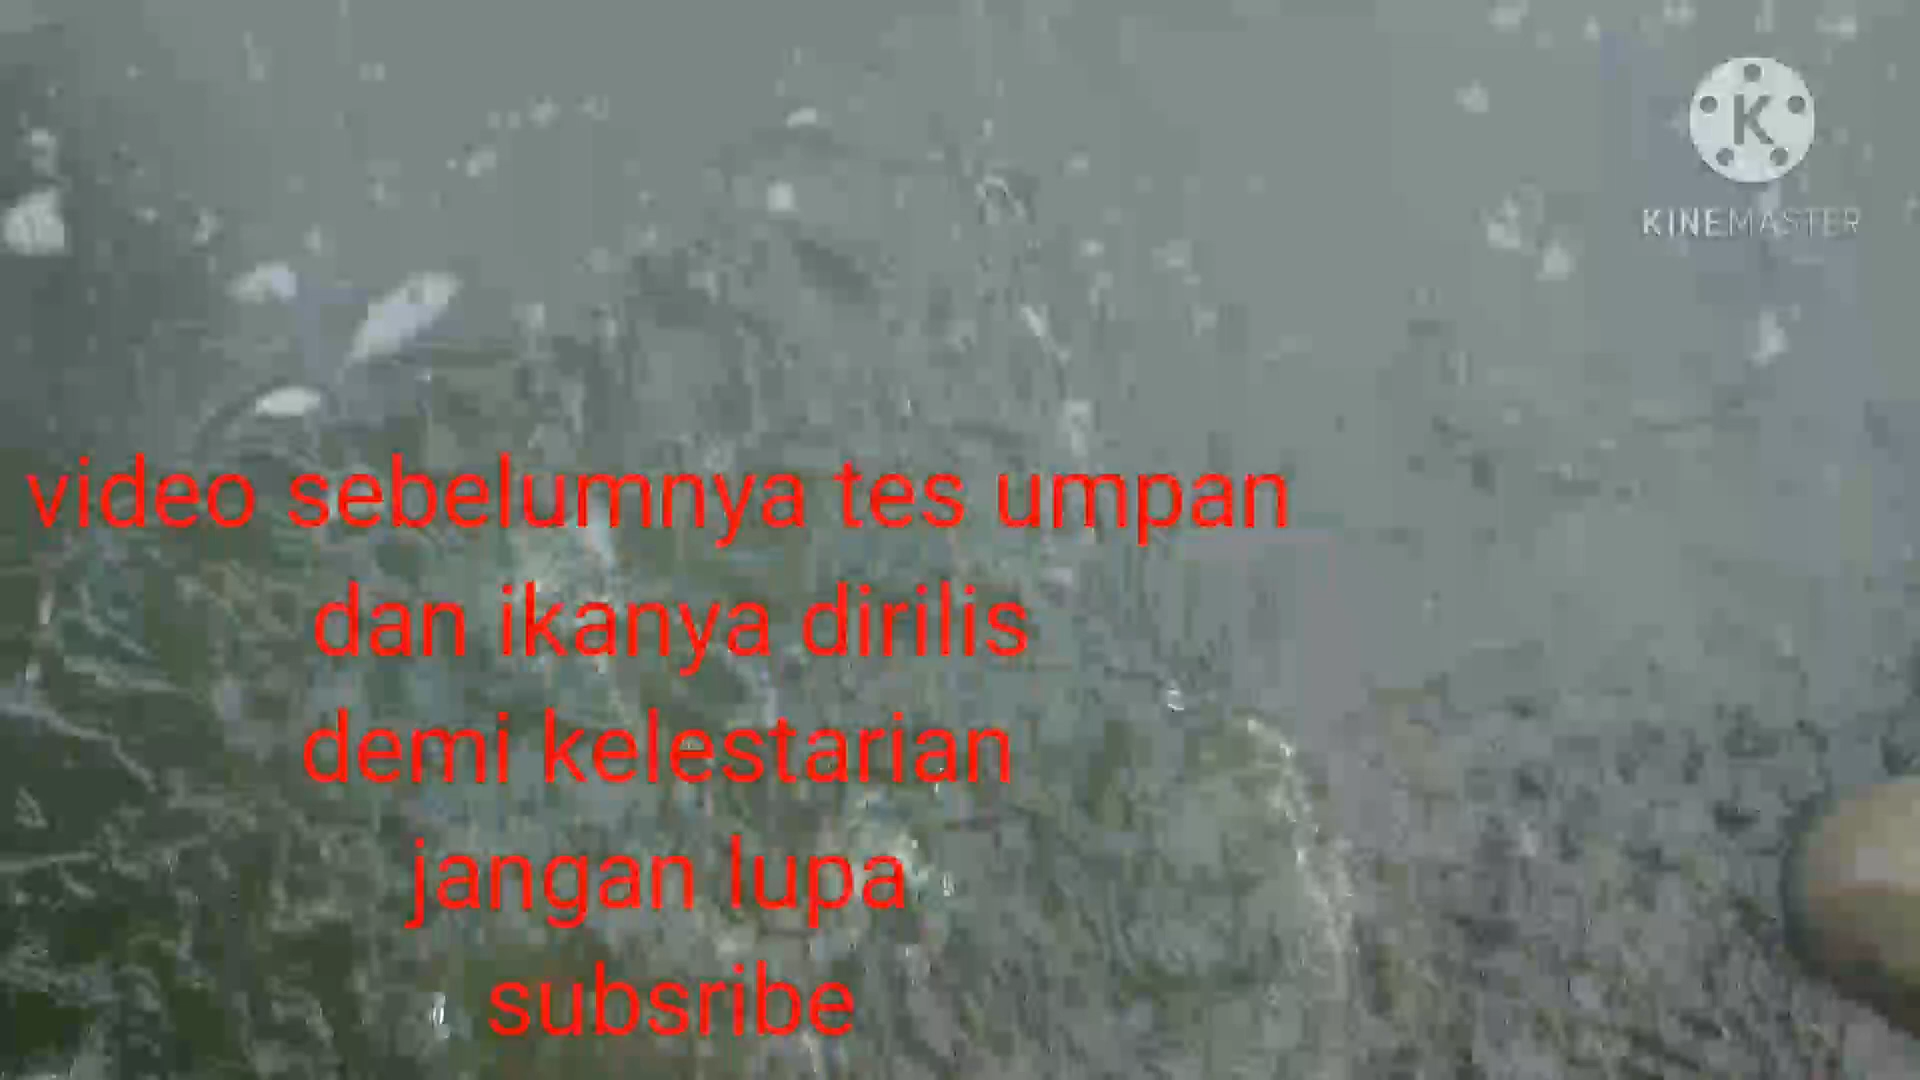 KINEMASTER
video sebelumnya tes umpan
dan ikanya dirilis
demi kelestarian
jangan lupa
subsribe